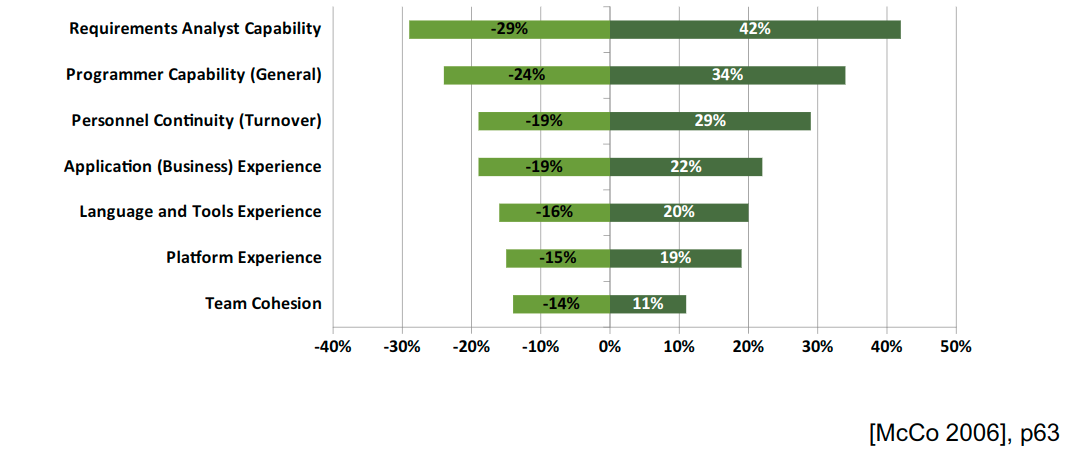 Requirements Analyst Capability -29% 42%
Programmer Capability (General) -24% 34%
Personnel Continuity (Turnover) -19% 29%
Application (Business) Experience -19% 22%
Language and Tools Experience -16% 20%
Platform Experience -15% 19%
Team Cohesion -14% 11%
-40% -30% -20% -10% 0% 10% 20% 30% 40% 50%
[McCo 2006], p63